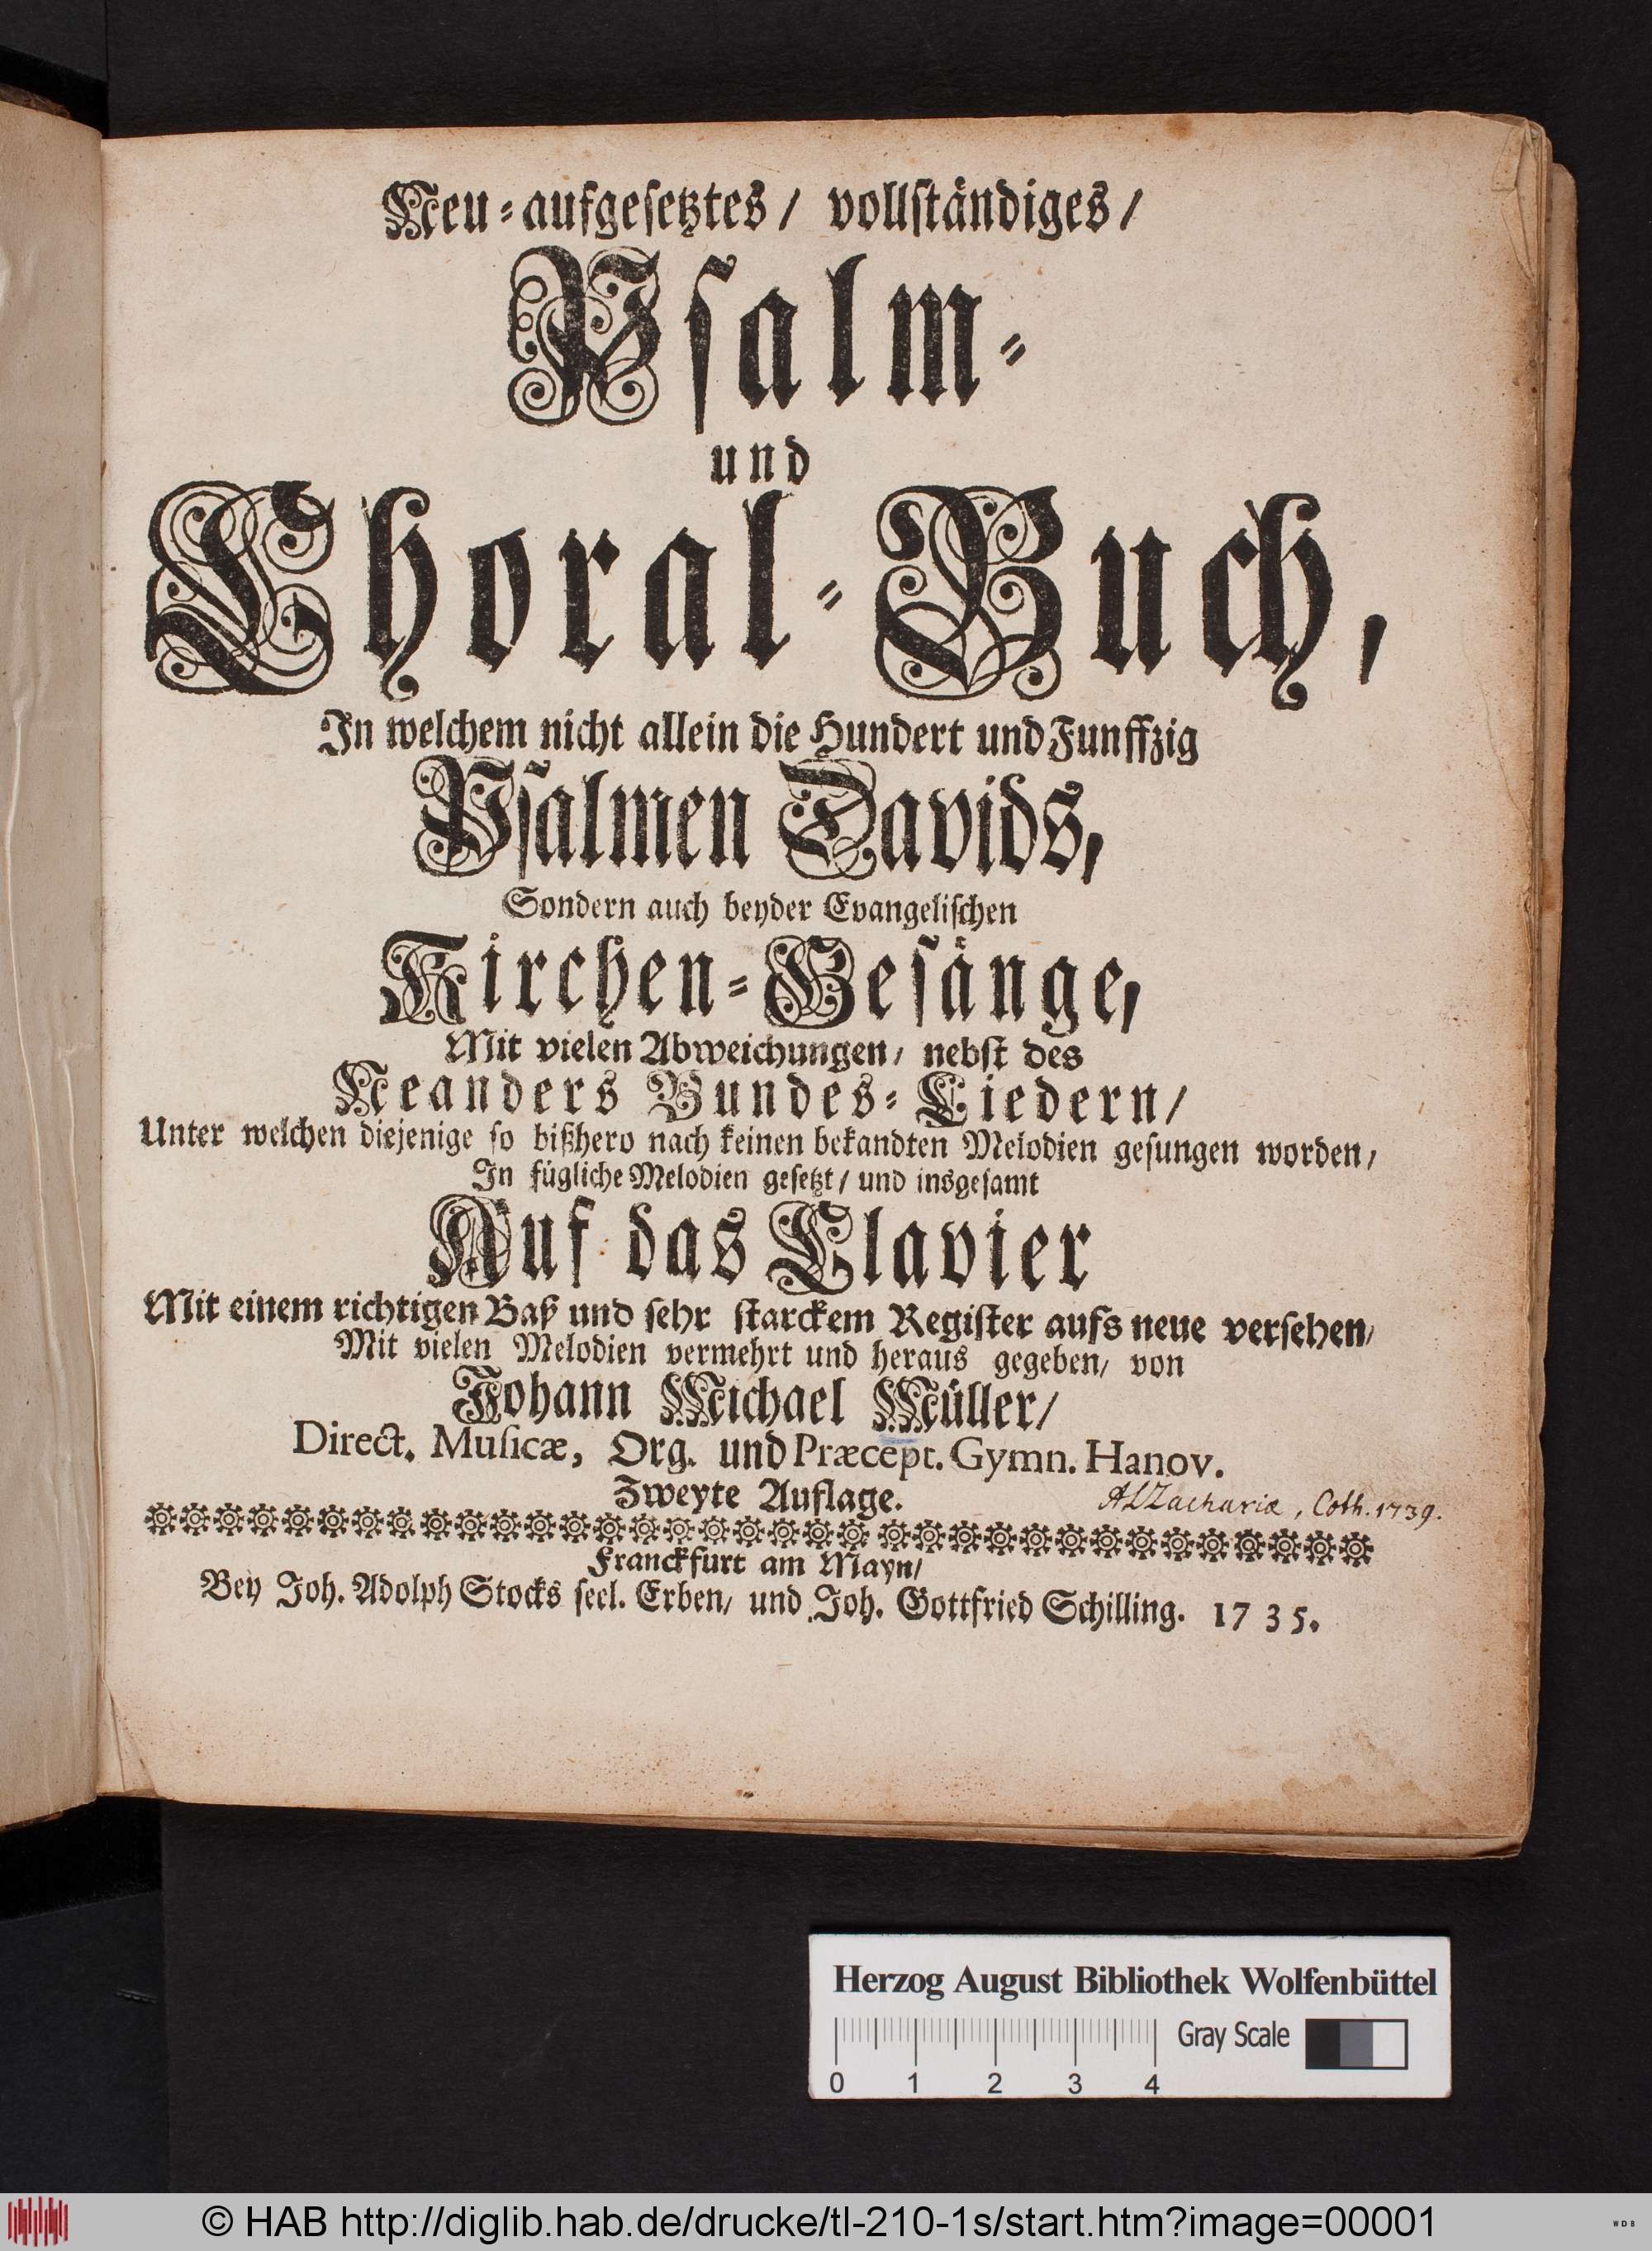 Neu-aufgesetztes/ vollständiges/
Psalm-
und
Choral-Buch,
In welchem nicht allein die Hundert und Funffzig
Psalmen Davids,
Sondern auch beyder Evangelischen
Kirchen-Gesänge,
Mit vielen Abweichungen/ nebst des
Neanders Bundes-Liedern/
Unter welchen diejenige so bißhero nach keinen bekandten Melodien gesungen worden/
In fügliche Melodien gesetzt/ und insgesamt
Auf das Clavier
Mit einem richtigen Baß und sehr starckem Register aufs neue versehen/
Mit vielen Melodien vermehrt und heraus gegeben/ von
Johann Michael Müller/
Direct. Musicæ, Org. und Præcept. Gymn. Hanov.
Zweyte Auflage.
ALZachariæ, Coth. 1739.
Franckfurt am Mayn/
Bey Joh. Adolph Stocks seel. Erben/ und Joh. Gottfried Schilling. 1735.
Herzog August Bibliothek Wolfenbüttel
Gray Scale
0 1 2 3 4
© HAB http://diglib.hab.de/drucke/tl-210-1s/start.htm?image=00001
WDB